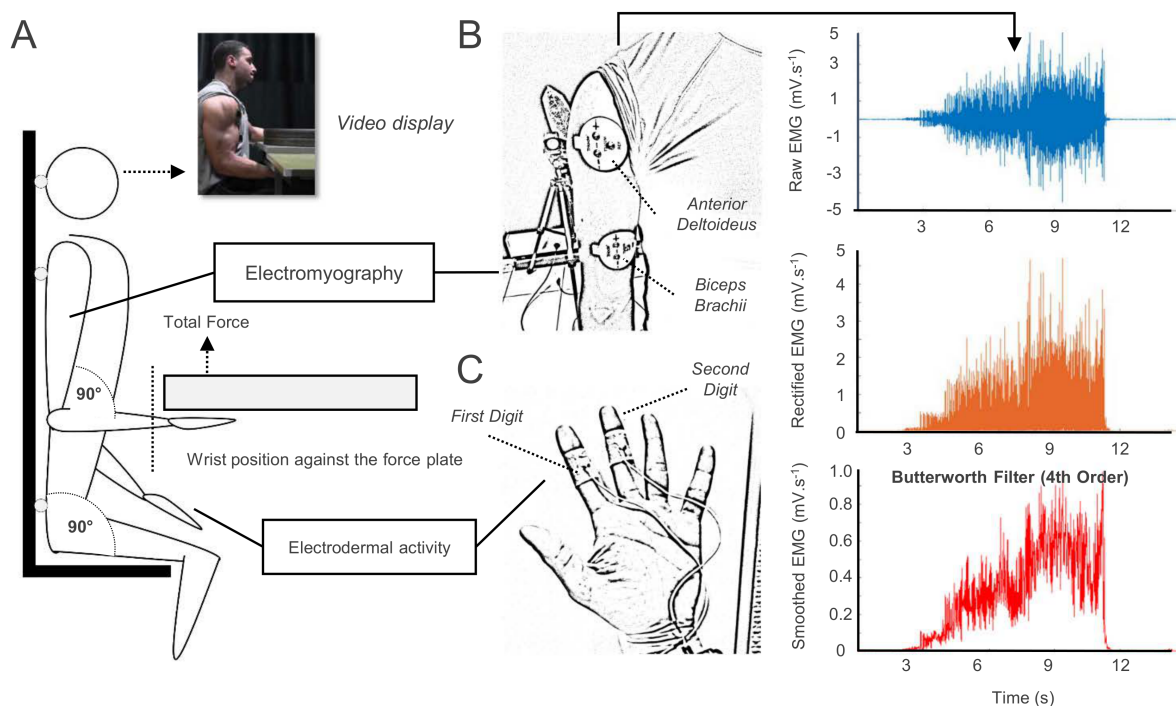 A
Video display
Electromyography
Total Force
90°
Wrist position against the force plate
90°
Electrodermal activity
B
Anterior
Deltoideus
Biceps
Brachii
C
Second
Digit
First Digit
Raw EMG (mV.s⁻¹)
5
3
1
-1
-3
-5
3 6 9 12
Rectified EMG (mV.s⁻¹)
5
4
3
2
1
0
3 6 9 12
Butterworth Filter (4th Order)
Smoothed EMG (mV.s⁻¹)
1.0
0.8
0.6
0.4
0.2
0
3 6 9 12
Time (s)